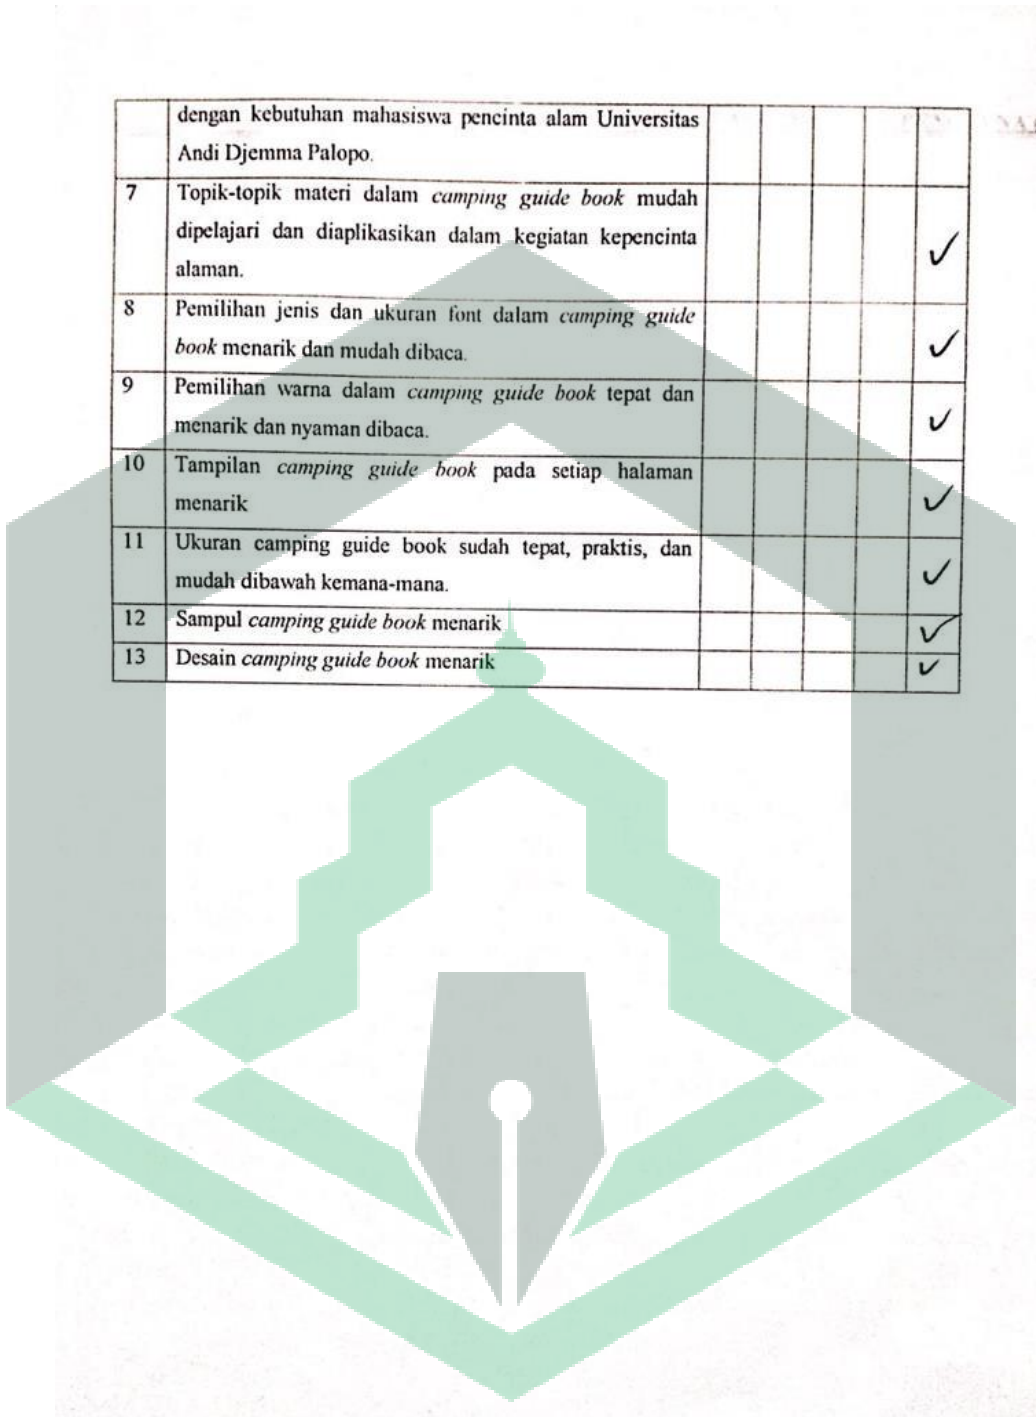 dengan kebutuhan mahasiswa pencinta alam Universitas
Andi Djemma Palopo.
7 Topik-topik materi dalam camping guide book mudah
dipelajari dan diaplikasikan dalam kegiatan kepencinta
alaman.
8 Pemilihan jenis dan ukuran font dalam camping guide
book menarik dan mudah dibaca.
9 Pemilihan warna dalam camping guide book tepat dan
menarik dan nyaman dibaca.
10 Tampilan camping guide book pada setiap halaman
menarik
11 Ukuran camping guide book sudah tepat, praktis, dan
mudah dibawah kemana-mana.
12 Sampul camping guide book menarik
13 Desain camping guide book menarik